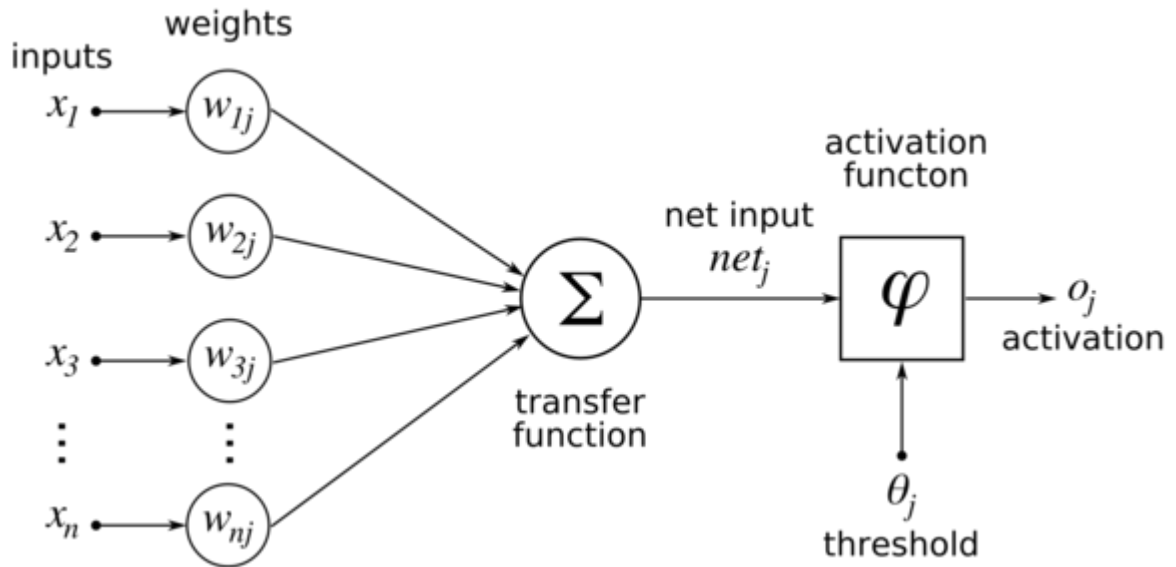 weights
inputs
x1
w1j
x2
w2j
x3
w3j
⋮ ⋮
xn
wnj
Σ
transfer
function
net input
netj
activation
functon
φ
oj
activation
θj
threshold